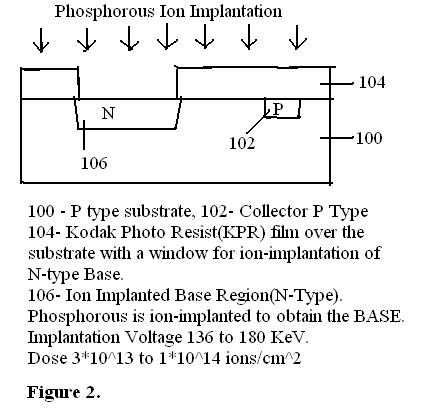 Phosphorous Ion Implantation
104
N
P
102
100
106
100 - P type substrate, 102- Collector P Type
104- Kodak Photo Resist(KPR) film over the
substrate with a window for ion-implantation of
N-type Base.
106- Ion Implanted Base Region(N-Type).
Phosphorous is ion-implanted to obtain the BASE.
Implantation Voltage 136 to 180 KeV.
Dose 3*10^13 to 1*10^14 ions/cm^2
Figure 2.